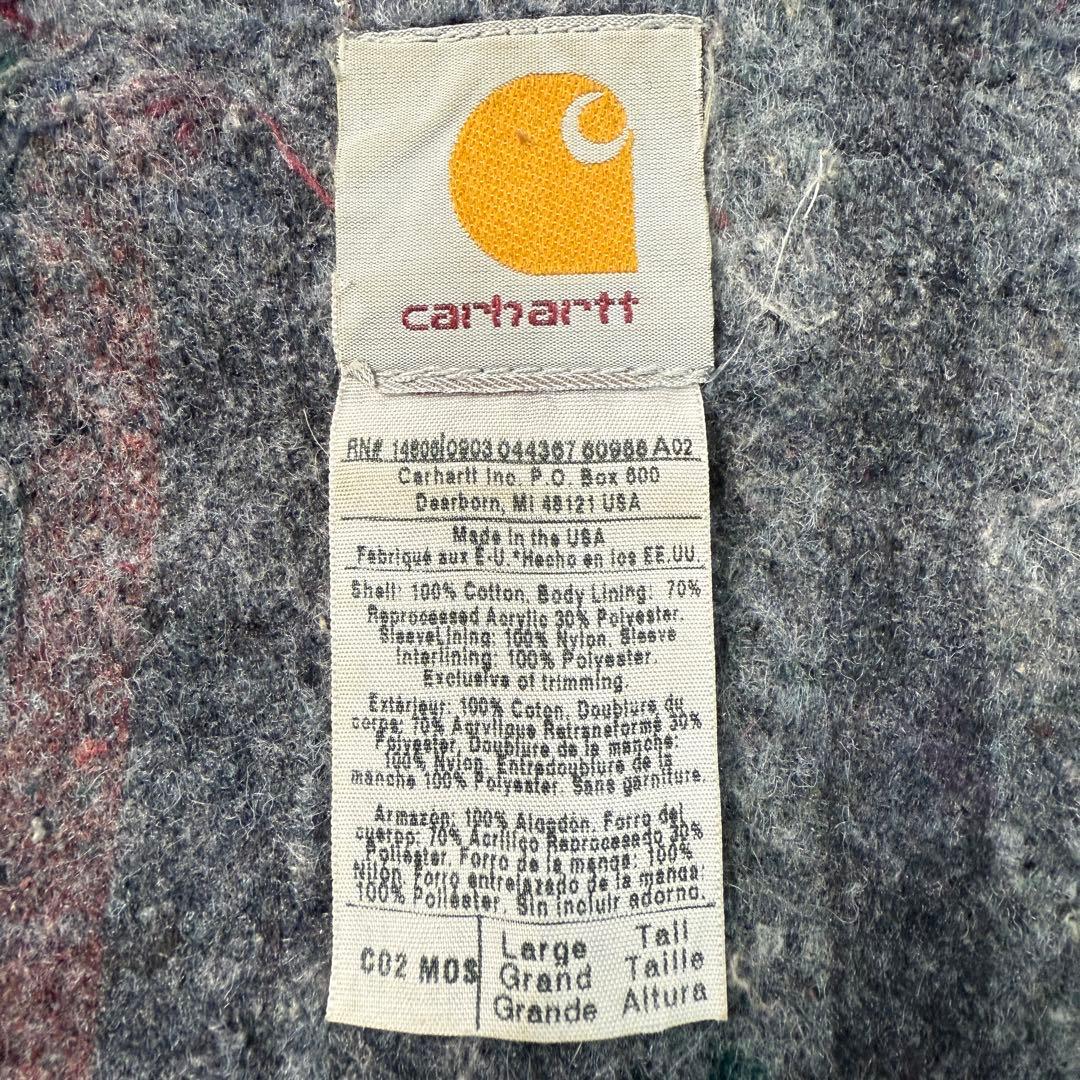 carhartt
RN# 14806 0903 044367 60988 A02
Carhartt Inc. P.O. Box 600
Dearborn, MI 48121 USA
Made in the USA
Fabriqué aux E-U.*Hecho en los EE.UU.
Shell: 100% Cotton, Body Lining: 70%
Reprocessed Acrylic 30% Polyester.
SleeveLining: 100% Nylon, Sleeve
Interlining: 100% Polyester.
Exclusive of trimming
Extérieur: 100% Coton, Doublure du
corps: 70% Acrylique Retransformé 30%
Polyester, Doublure de la manche:
100% Nylon, Entredoublure de la
manche 100% Polyester. Sans garniture.
Armazón: 100% Algodon, Forro del
cuerpo: 70% Acrílico Reprocesado 30%
Poliester, Forro de la manga: 100%
Nilon Forro entrelazado de la manga:
100% Poliester. Sin incluir adorno.
C02 MOS
Large Tall
Grand Taille
Grande Altura